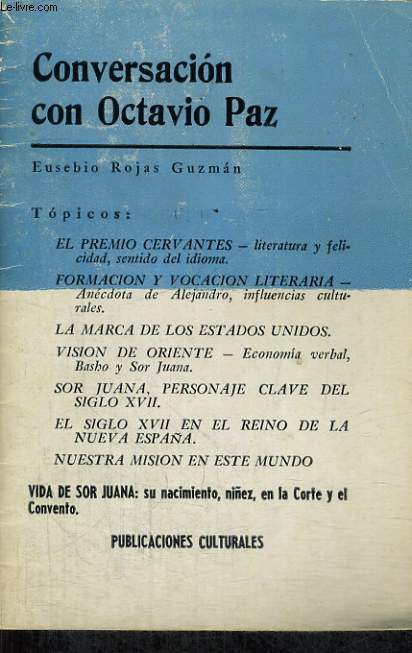 Le-livre.com
Conversación
con Octavio Paz
Eusebio Rojas Guzmán
Tópicos:
EL PREMIO CERVANTES — literatura y feli-
cidad, sentido del idioma.
FORMACION Y VOCACION LITERARIA —
Anécdota de Alejandro, influencias cultu-
rales.
LA MARCA DE LOS ESTADOS UNIDOS.
VISION DE ORIENTE — Economía verbal,
Basho y Sor Juana.
SOR JUANA, PERSONAJE CLAVE DEL
SIGLO XVII.
EL SIGLO XVII EN EL REINO DE LA
NUEVA ESPAÑA.
NUESTRA MISION EN ESTE MUNDO
VIDA DE SOR JUANA: su nacimiento, niñez, en la Corte y el
Convento.
PUBLICACIONES CULTURALES